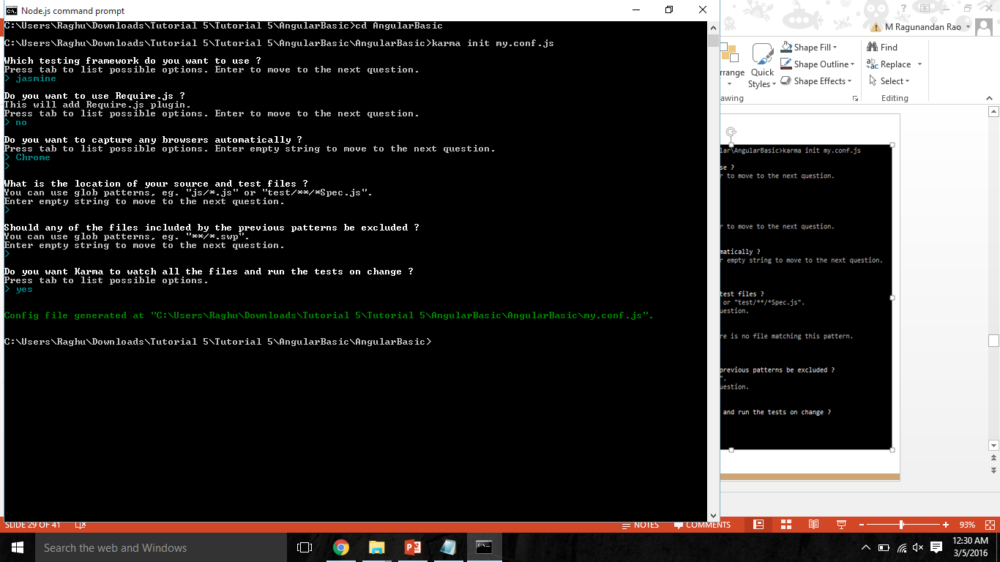 Node.js command prompt
C:\Users\Raghu\Downloads\Tutorial 5\Tutorial 5\AngularBasic>cd AngularBasic
C:\Users\Raghu\Downloads\Tutorial 5\Tutorial 5\AngularBasic\AngularBasic>karma init my.conf.js
Which testing framework do you want to use ?
Press tab to list possible options. Enter to move to the next question.
> jasmine
Do you want to use Require.js ?
This will add Require.js plugin.
Press tab to list possible options. Enter to move to the next question.
> no
Do you want to capture any browsers automatically ?
Press tab to list possible options. Enter empty string to move to the next question.
> Chrome
>
What is the location of your source and test files ?
You can use glob patterns, eg. "js/*.js" or "test/**/*Spec.js".
Enter empty string to move to the next question.
>
Should any of the files included by the previous patterns be excluded ?
You can use glob patterns, eg. "**/*.swp".
Enter empty string to move to the next question.
>
Do you want Karma to watch all the files and run the tests on change ?
Press tab to list possible options.
> yes
Config file generated at "C:\Users\Raghu\Downloads\Tutorial 5\Tutorial 5\AngularBasic\AngularBasic\my.conf.js".
C:\Users\Raghu\Downloads\Tutorial 5\Tutorial 5\AngularBasic\AngularBasic>
M Ragunandan Rao
rrange
Quick
Styles
Shape Fill
Shape Outline
Shape Effects
Find
Replace
Select
awing
Editing
lar\AngularBasic>karma init my.conf.js
se ?
r to move to the next question.
r to move to the next question.
matically ?
r empty string to move to the next question.
test files ?
or "test/**/*Spec.js".
uestion.
re is no file matching this pattern.
previous patterns be excluded ?
".
uestion.
and run the tests on change ?
SLIDE 29 OF 41
NOTES
COMMENTS
93%
Search the web and Windows
12:30 AM
3/5/2016